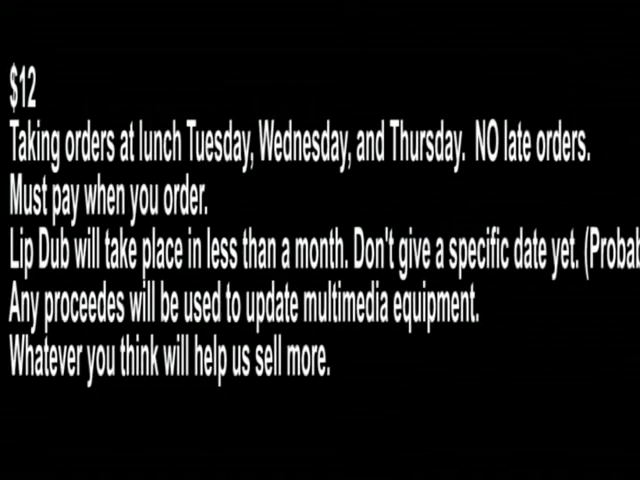 $12
Taking orders at lunch Tuesday, Wednesday, and Thursday. NO late orders.
Must pay when you order.
Lip Dub will take place in less than a month. Don't give a specific date yet. (Probab
Any proceedes will be used to update multimedia equipment.
Whatever you think will help us sell more.